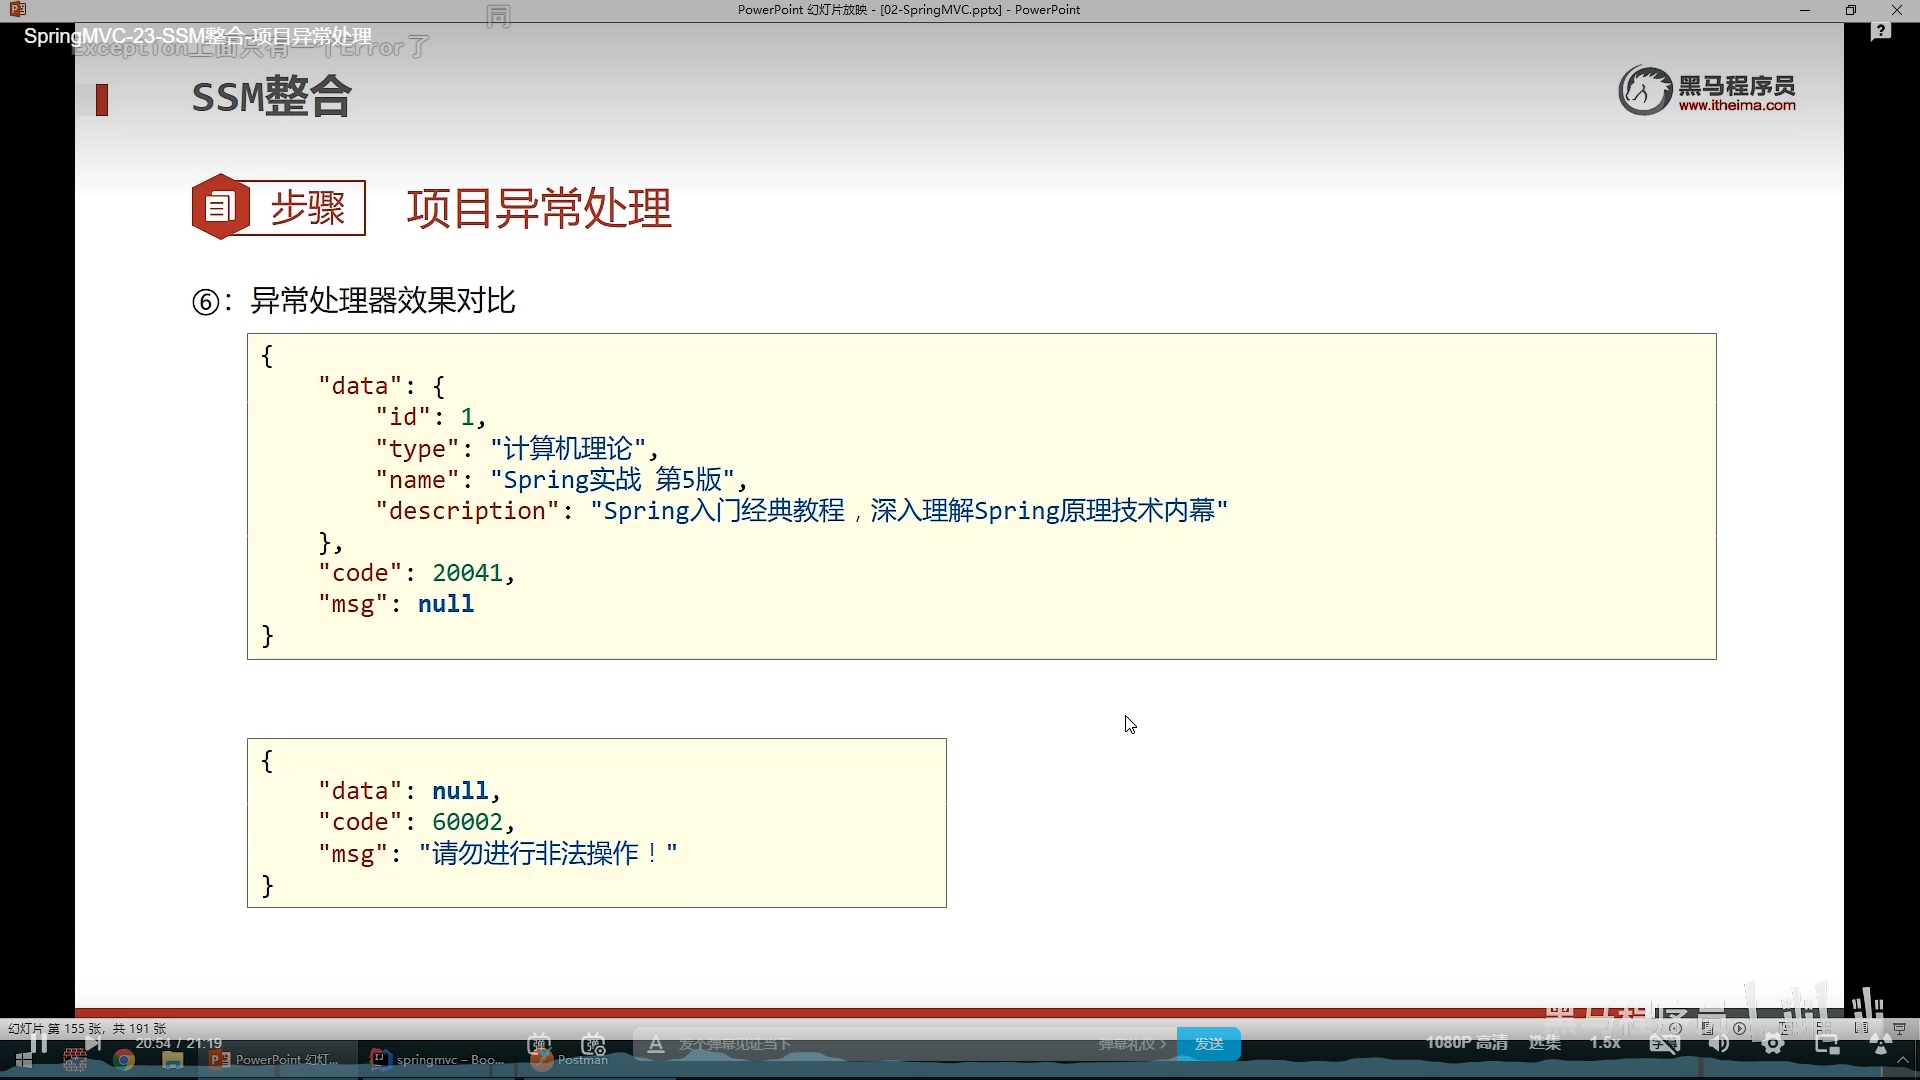 PowerPoint 幻灯片放映 - [02-SpringMVC.pptx] - PowerPoint
同
SpringMVC-23-SSM整合-项目异常处理
Exception上面只有一个Error了
SSM整合
黑马程序员
www.itheima.com
步骤
项目异常处理
⑥：异常处理器效果对比
{
"data": {
"id": 1,
"type": "计算机理论",
"name": "Spring实战 第5版",
"description": "Spring入门经典教程，深入理解Spring原理技术内幕"
},
"code": 20041,
"msg": null
}
{
"data": null,
"code": 60002,
"msg": "请勿进行非法操作！"
}
幻灯片 第 155 张，共 191 张
20:54 / 21:19
发个弹幕见证当下
弹幕礼仪 >
发送
1080P 高清
选集
1.5x
PowerPoint 幻灯...
springmvc – Boo...
Postman